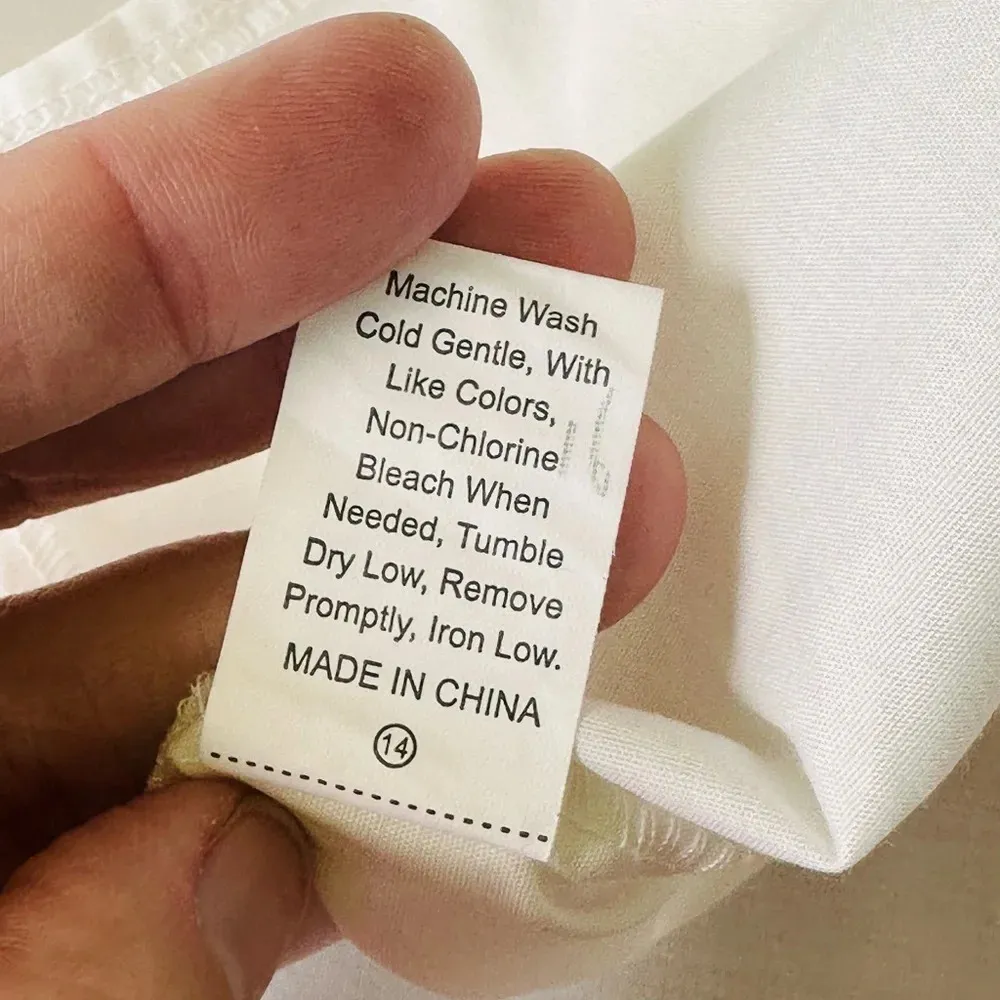 Machine Wash
Cold Gentle, With
Like Colors,
Non-Chlorine
Bleach When
Needed, Tumble
Dry Low, Remove
Promptly, Iron Low.
MADE IN CHINA
14